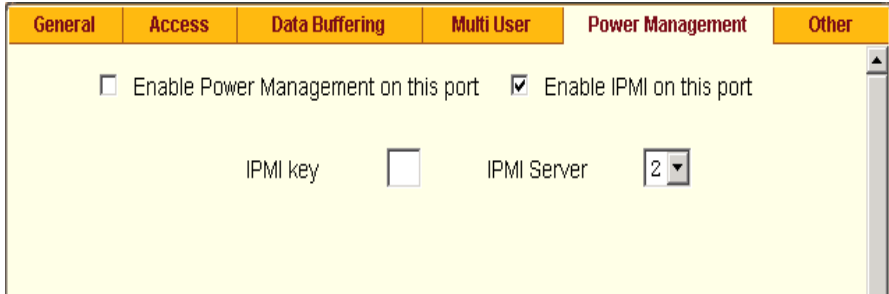 General Access Data Buffering Multi User Power Management Other
Enable Power Management on this port Enable IPMI on this port
IPMI key IPMI Server 2